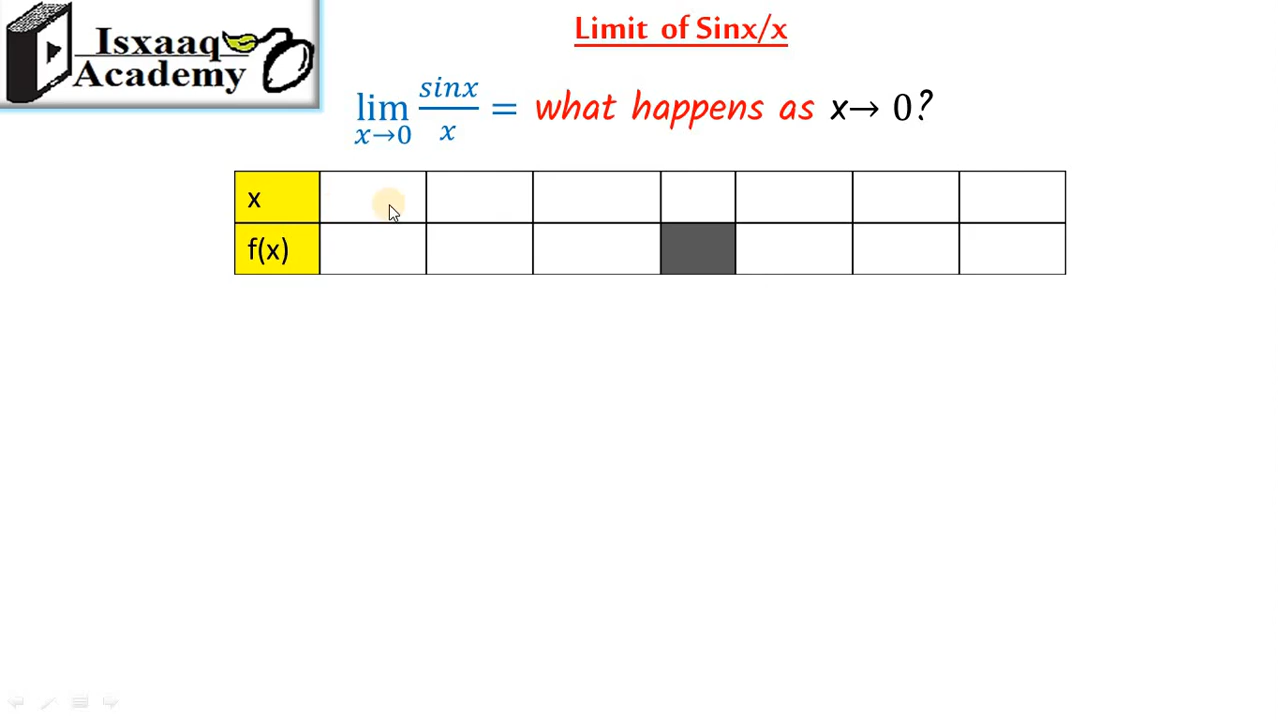 Isxaaq
Academy
Limit of Sinx/x
lim x→0 sinx/x = what happens as x→ 0?
x
f(x)